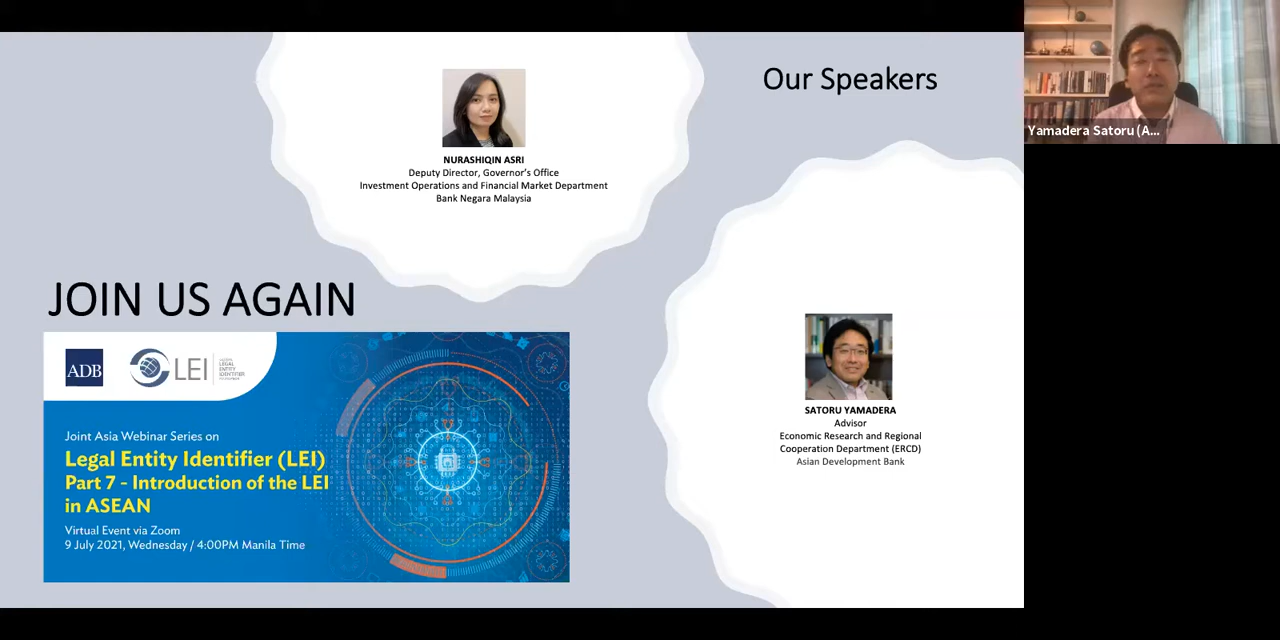 Our Speakers
Yamadera Satoru (A...
NURASHIQIN ASRI
Deputy Director, Governor's Office
Investment Operations and Financial Market Department
Bank Negara Malaysia
JOIN US AGAIN
ADB
LEI
LEGAL
ENTITY
IDENTIFIER
Joint Asia Webinar Series on
Legal Entity Identifier (LEI)
Part 7 - Introduction of the LEI
in ASEAN
Virtual Event via Zoom
9 July 2021, Wednesday / 4:00PM Manila Time
SATORU YAMADERA
Advisor
Economic Research and Regional
Cooperation Department (ERCD)
Asian Development Bank